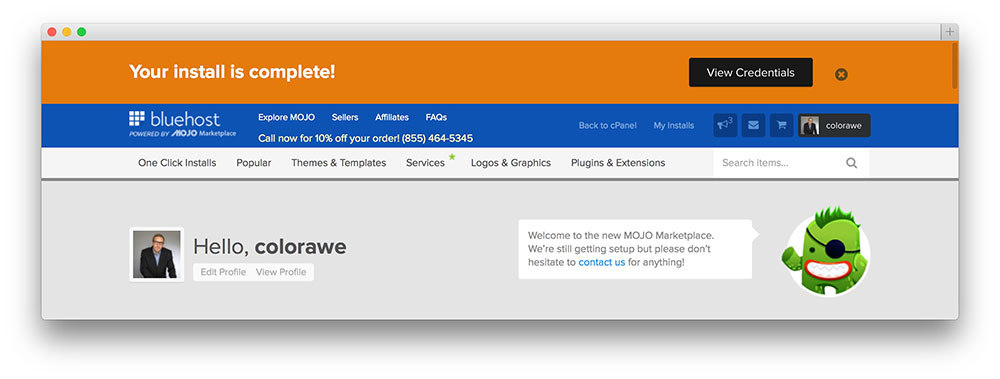 Your install is complete!
View Credentials
bluehost
POWERED BY MOJO Marketplace
Explore MOJO Sellers Affiliates FAQs
Call now for 10% off your order! (855) 464-5345
Back to cPanel My Installs 3 colorawe
One Click Installs Popular Themes & Templates Services Logos & Graphics Plugins & Extensions Search items...
Hello, colorawe
Edit Profile View Profile
Welcome to the new MOJO Marketplace.
We're still getting setup but please don't
hesitate to contact us for anything!